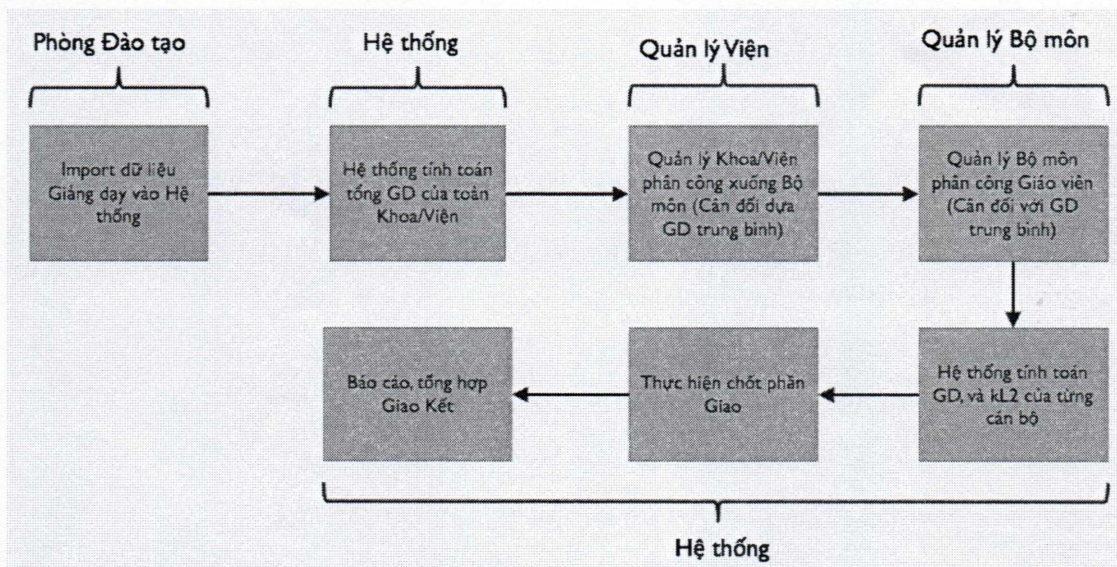 Phòng Đào tạo
Hệ thống
Quản lý Viện
Quản lý Bộ môn
Import dữ liệu
Giảng dạy vào Hệ
thống
Hệ thống tính toán
tổng GD của toàn
Khoa/Viện
Quản lý Khoa/Viện
phân công xuống Bộ
môn (Cân đối dựa
GD trung bình)
Quản lý Bộ môn
phân công Giáo viên
(Cân đối với GD
trung bình)
Hệ thống tính toán
GD, và kL2 của từng
cán bộ
Thực hiện chốt phần
Giao
Báo cáo, tổng hợp
Giao Kết
Hệ thống